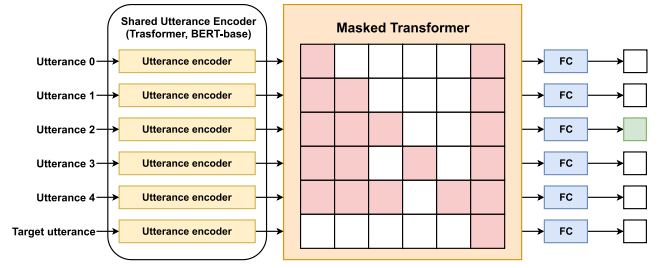 Shared Utterance Encoder
(Trasformer, BERT-base)
Masked Transformer
Utterance 0 Utterance encoder FC
Utterance 1 Utterance encoder FC
Utterance 2 Utterance encoder FC
Utterance 3 Utterance encoder FC
Utterance 4 Utterance encoder FC
Target utterance Utterance encoder FC